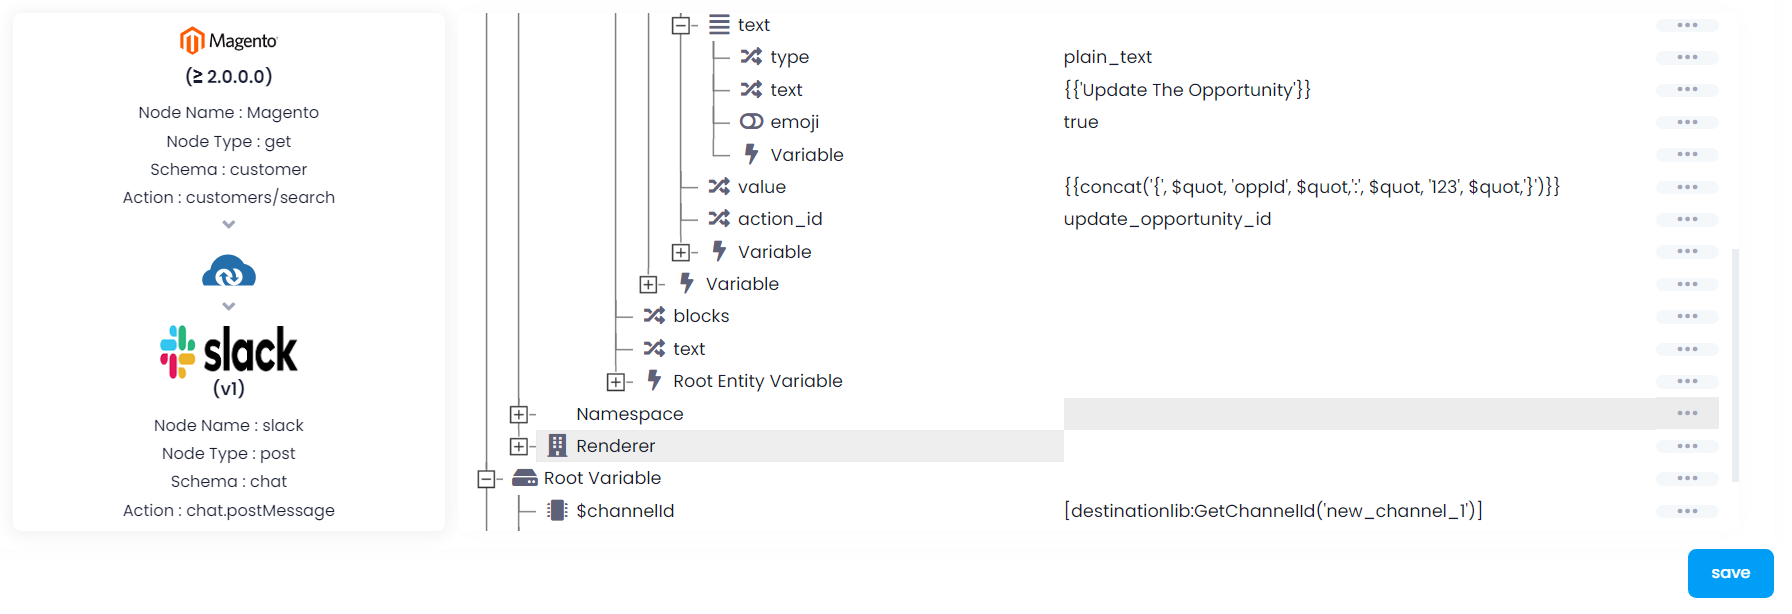 Magento
(≥ 2.0.0.0)
Node Name : Magento
Node Type : get
Schema : customer
Action : customers/search
slack
(v1)
Node Name : slack
Node Type : post
Schema : chat
Action : chat.postMessage
text
type plain_text
text {{'Update The Opportunity'}}
emoji true
Variable
value {{concat('{', $quot, 'oppId', $quot,':', $quot, '123', $quot,'}')}}
action_id update_opportunity_id
Variable
Variable
blocks
text
Root Entity Variable
Namespace
Renderer
Root Variable
$channelId [destinationlib:GetChannelId('new_channel_1')]
save